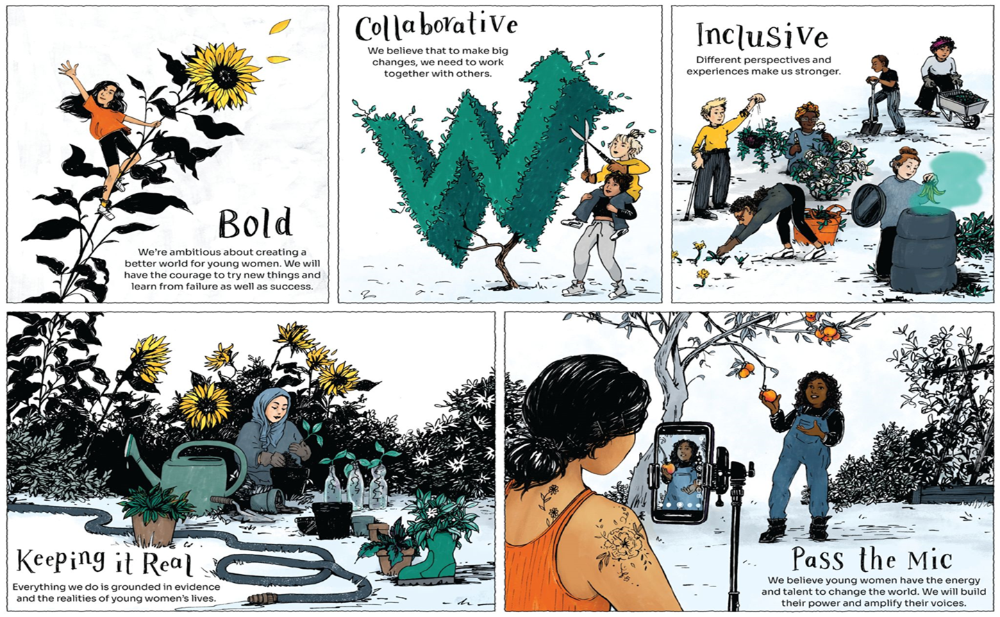 Bold
We're ambitious about creating a
better world for young women. We will
have the courage to try new things and
learn from failure as well as success.
Collaborative
We believe that to make big
changes, we need to work
together with others.
W
Inclusive
Different perspectives and
experiences make us stronger.
Keeping it Real
Everything we do is grounded in evidence
and the realities of young women's lives.
Pass the Mic
We believe young women have the energy
and talent to change the world. We will build
their power and amplify their voices.